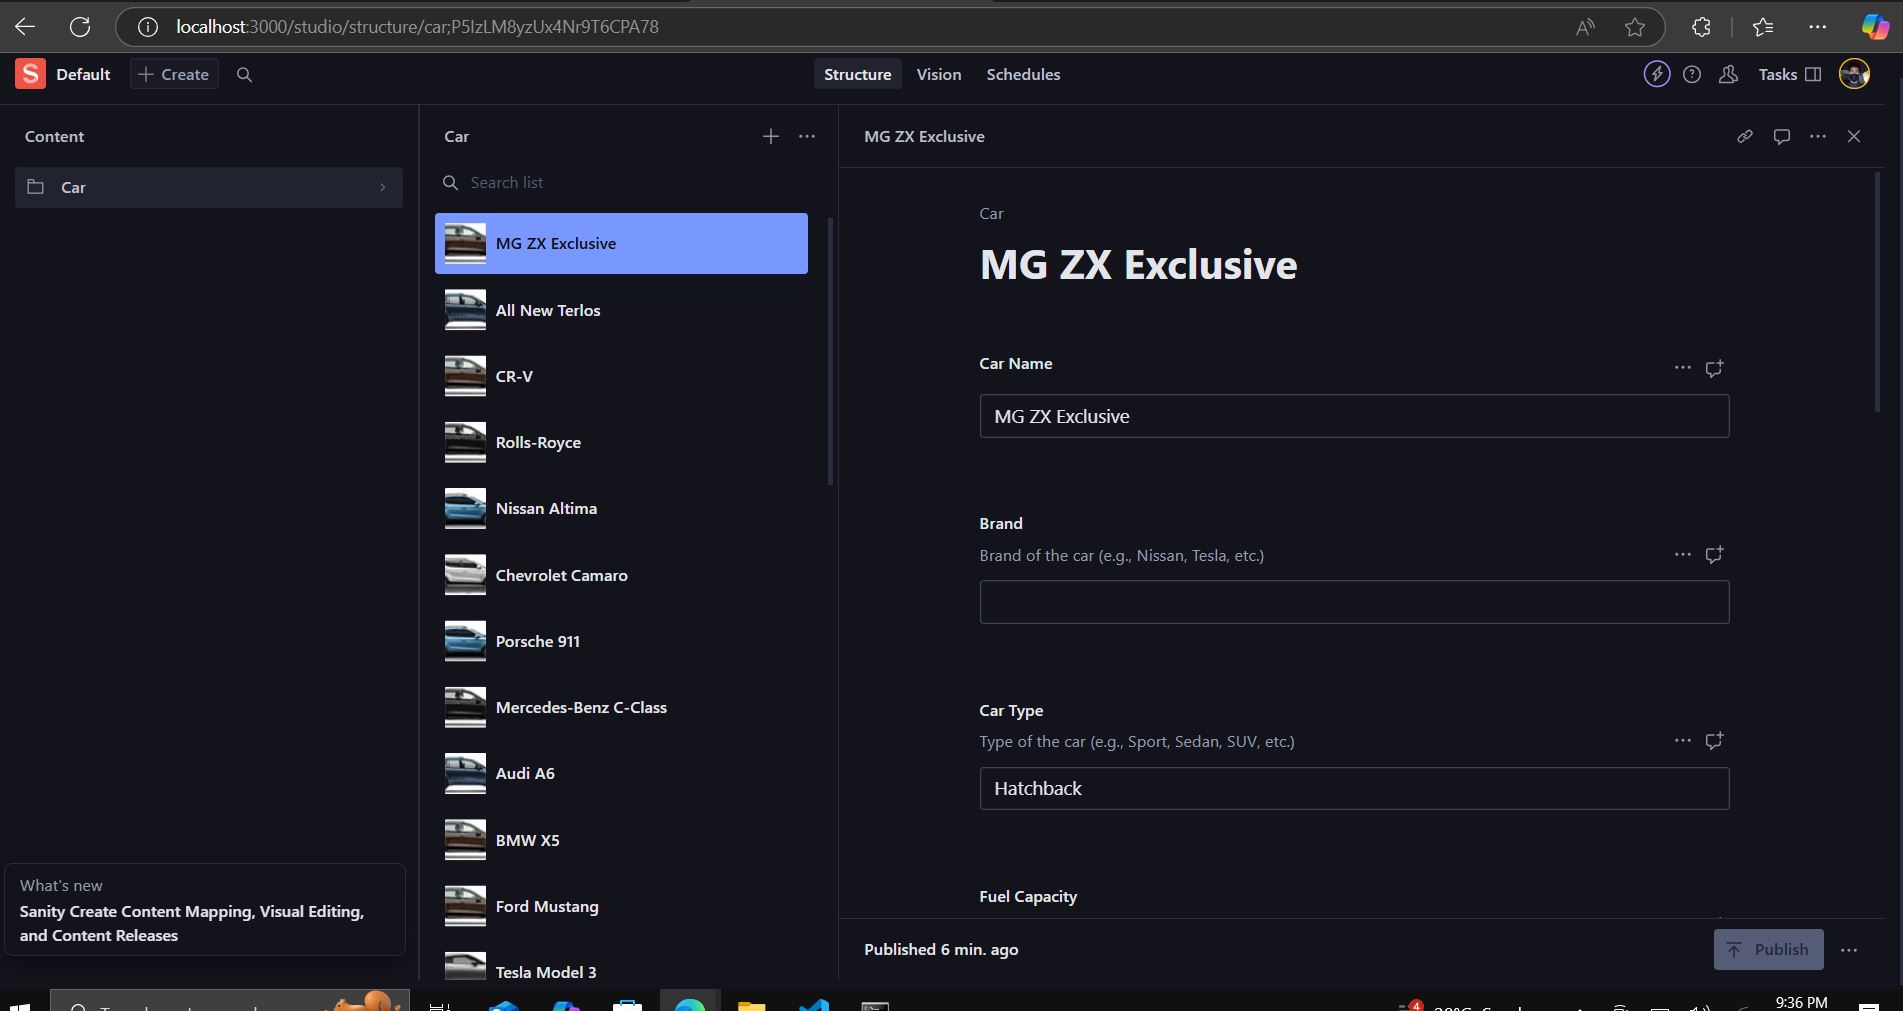 localhost:3000/studio/structure/car;P5IzLM8yzUx4Nr9T6CPA78
S Default + Create Structure Vision Schedules Tasks
Content
Car
What's new
Sanity Create Content Mapping, Visual Editing,
and Content Releases
Car
Search list
MG ZX Exclusive
All New Terlos
CR-V
Rolls-Royce
Nissan Altima
Chevrolet Camaro
Porsche 911
Mercedes-Benz C-Class
Audi A6
BMW X5
Ford Mustang
Tesla Model 3
MG ZX Exclusive
Car
MG ZX Exclusive
Car Name
MG ZX Exclusive
Brand
Brand of the car (e.g., Nissan, Tesla, etc.)
Car Type
Type of the car (e.g., Sport, Sedan, SUV, etc.)
Hatchback
Fuel Capacity
Published 6 min. ago
Publish
4
9:36 PM